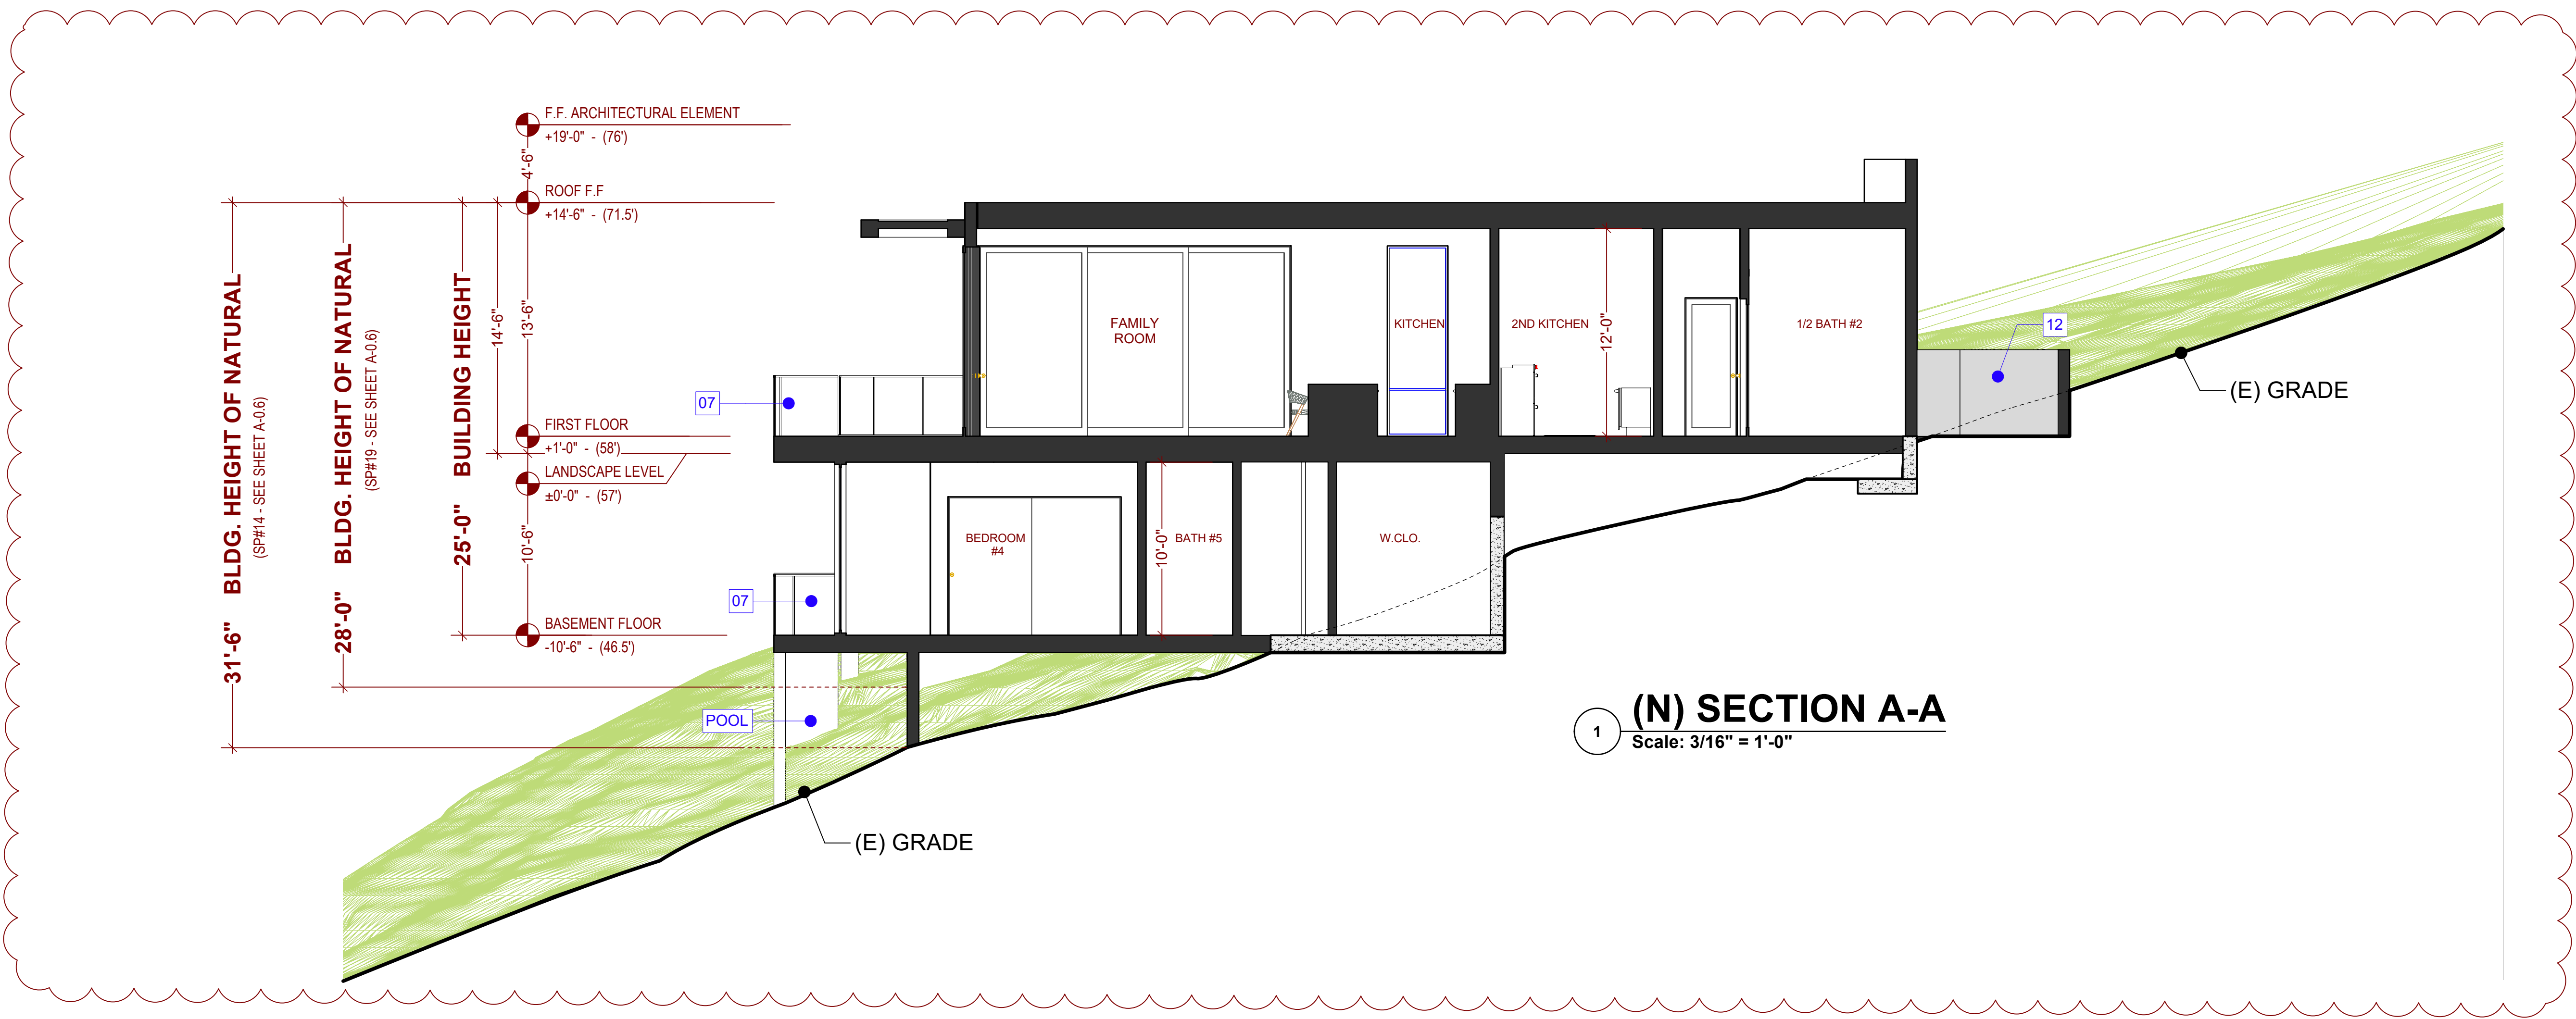 F.F. ARCHITECTURAL ELEMENT
+19'-0" - (76')
4'-6"
ROOF F.F
+14'-6" - (71.5')
31'-6" BLDG. HEIGHT OF NATURAL
(SP#14 - SEE SHEET A-0.6)
28'-0" BLDG. HEIGHT OF NATURAL
(SP#19 - SEE SHEET A-0.6)
25'-0" BUILDING HEIGHT
14'-6"
13'-6"
FIRST FLOOR
+1'-0" - (58')
LANDSCAPE LEVEL
±0'-0" - (57')
10'-6"
BASEMENT FLOOR
-10'-6" - (46.5')
FAMILY
ROOM
KITCHEN
2ND KITCHEN
12'-0"
1/2 BATH #2
12
(E) GRADE
07
BEDROOM
#4
10'-0"
BATH #5
W.CLO.
07
POOL
(E) GRADE
1
(N) SECTION A-A
Scale: 3/16" = 1'-0"